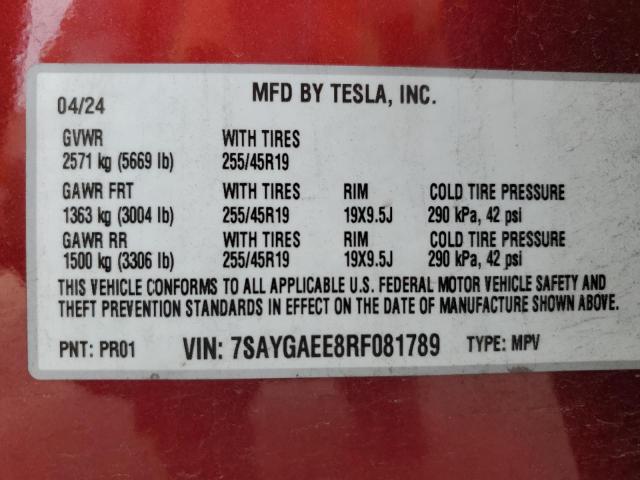 MFD BY TESLA, INC.
04/24
GVWR WITH TIRES
2571 kg (5669 lb) 255/45R19
GAWR FRT WITH TIRES RIM COLD TIRE PRESSURE
1363 kg (3004 lb) 255/45R19 19X9.5J 290 kPa, 42 psi
GAWR RR WITH TIRES RIM COLD TIRE PRESSURE
1500 kg (3306 lb) 255/45R19 19X9.5J 290 kPa, 42 psi
THIS VEHICLE CONFORMS TO ALL APPLICABLE U.S. FEDERAL MOTOR VEHICLE SAFETY AND
THEFT PREVENTION STANDARDS IN EFFECT ON THE DATE OF MANUFACTURE SHOWN ABOVE.
PNT: PR01 VIN: 7SAYGAEE8RF081789 TYPE: MPV